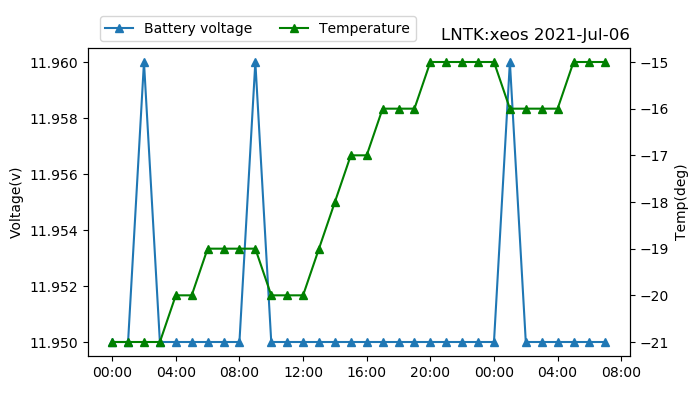 Battery voltage Temperature
LNTK:xeos 2021-Jul-06
Voltage(v)
11.960
11.958
11.956
11.954
11.952
11.950
−15
−16
−17
−18
−19
−20
−21
Temp(deg)
00:00 04:00 08:00 12:00 16:00 20:00 00:00 04:00 08:00